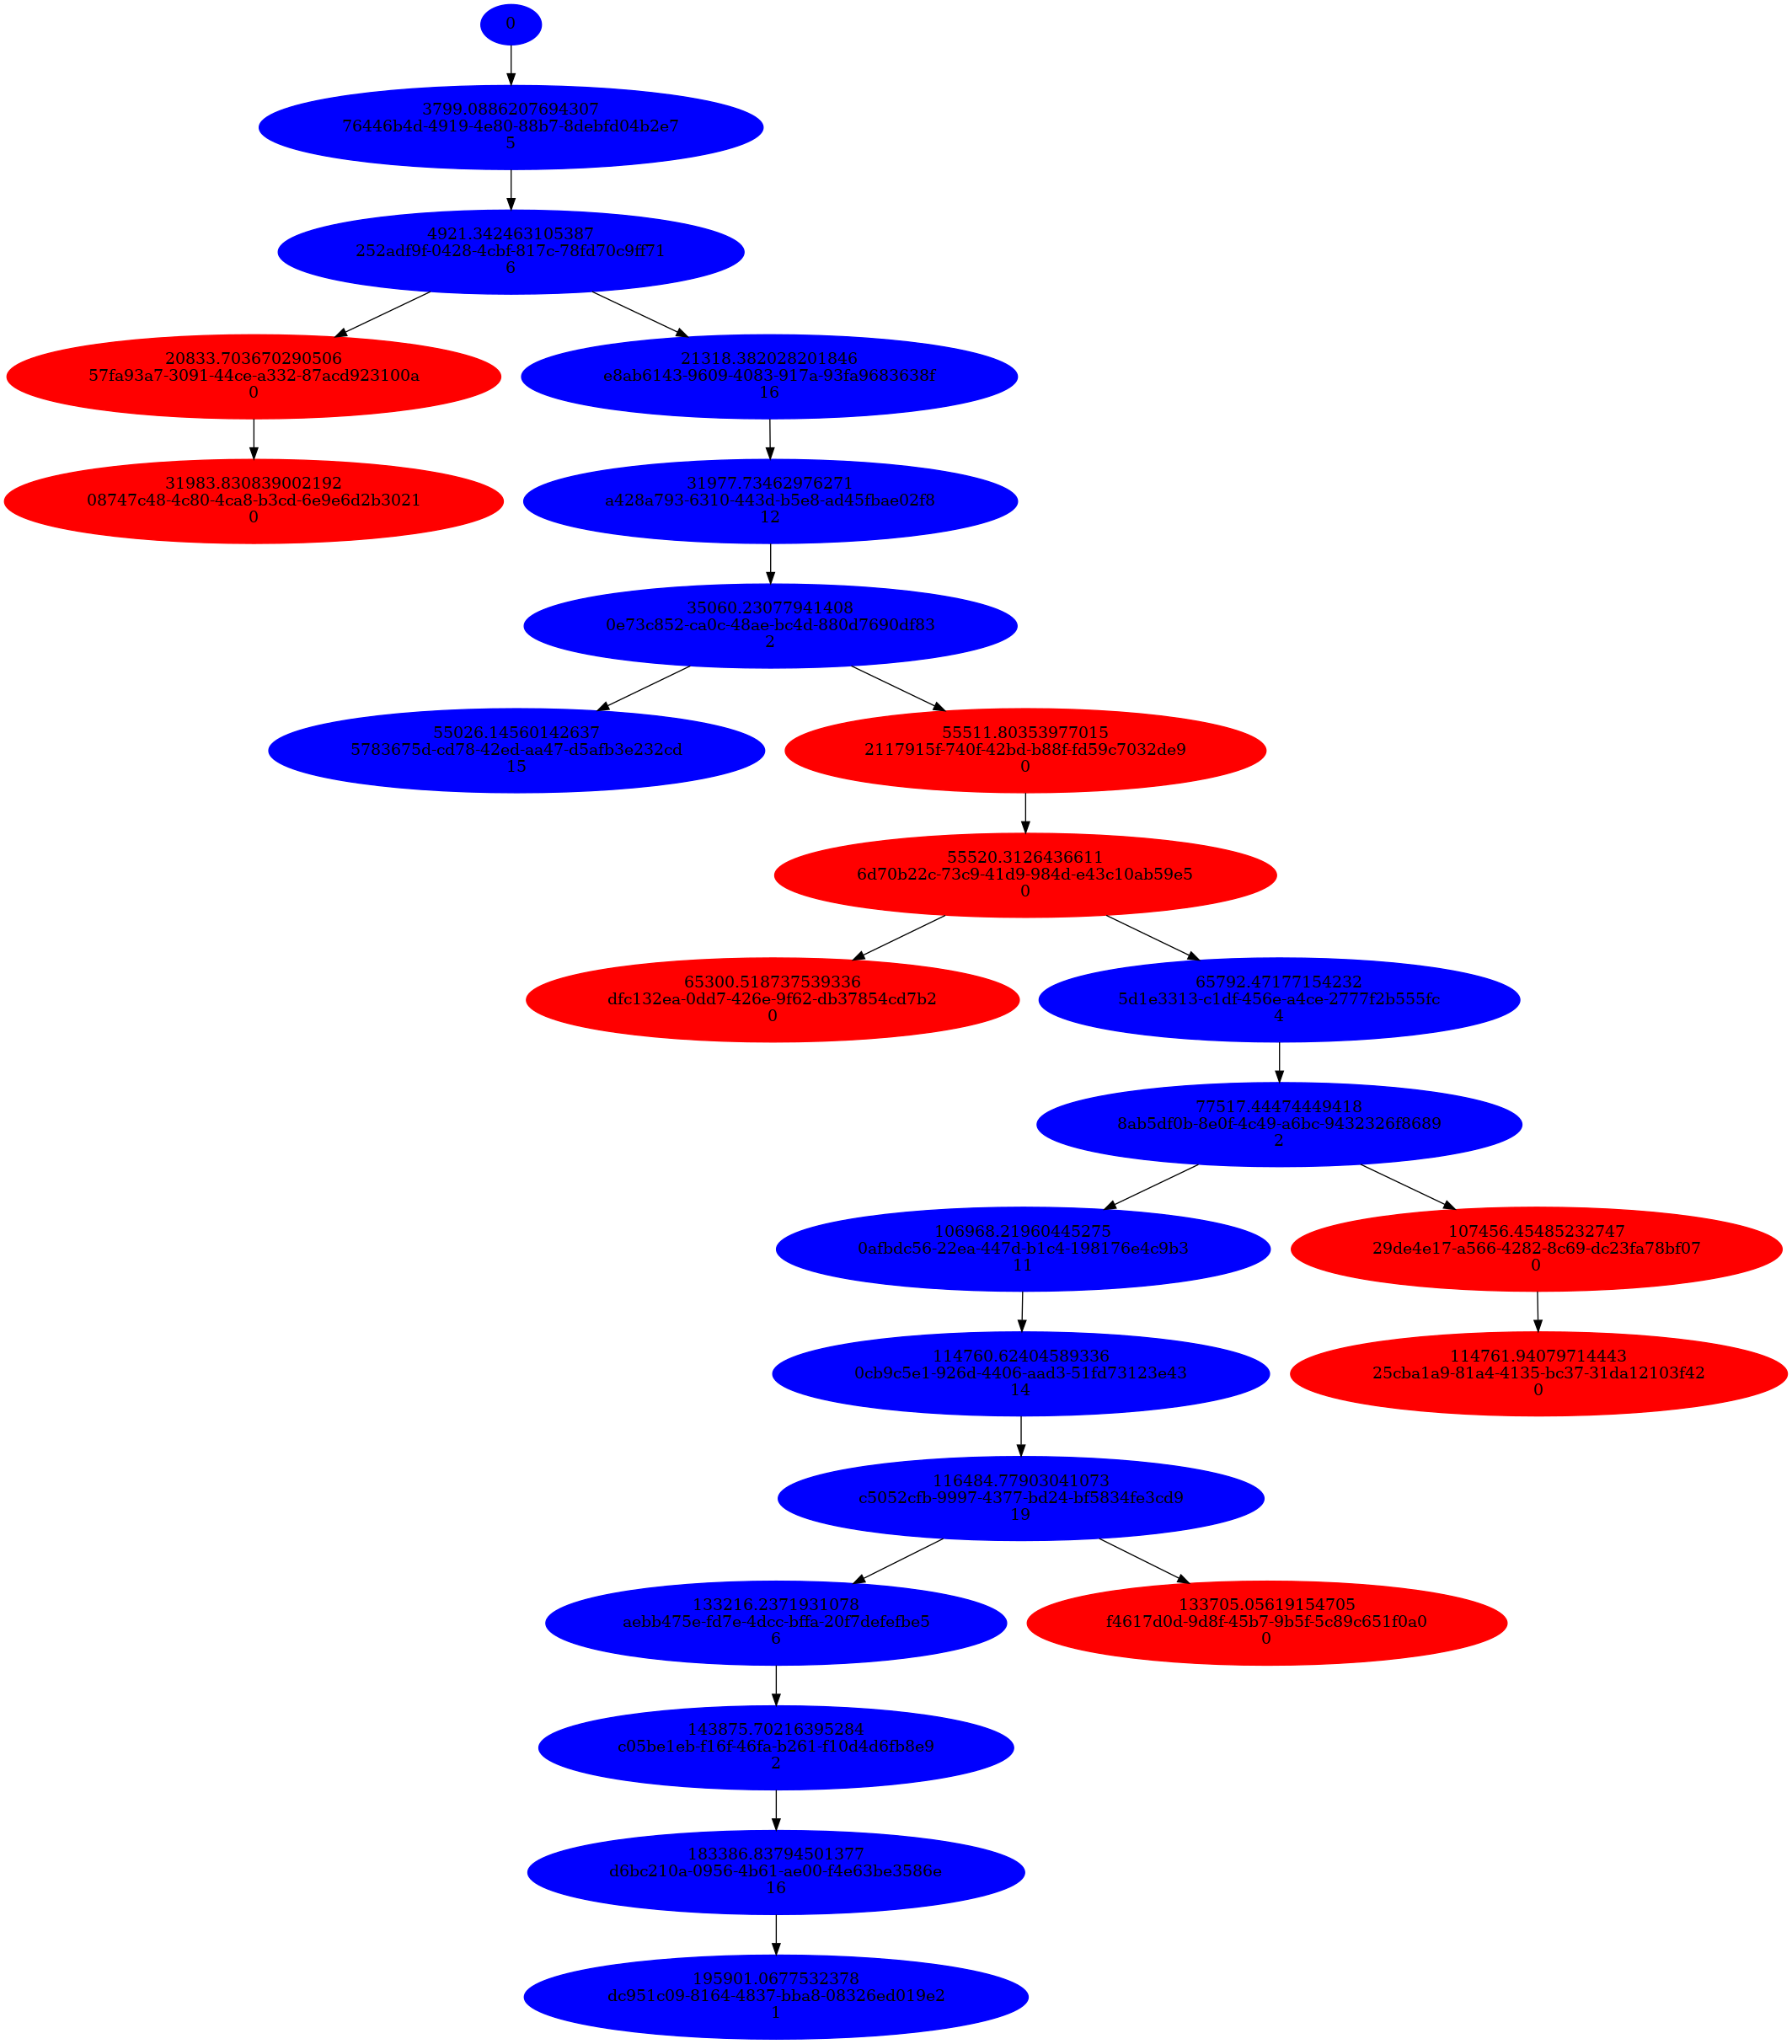 0
3799.0886207694307
76446b4d-4919-4e80-88b7-8debfd04b2e7
5
4921.342463105387
252adf9f-0428-4cbf-817c-78fd70c9ff71
6
20833.703670290506
57fa93a7-3091-44ce-a332-87acd923100a
0
21318.382028201846
e8ab6143-9609-4083-917a-93fa9683638f
16
31983.830839002192
08747c48-4c80-4ca8-b3cd-6e9e6d2b3021
0
31977.73462976271
a428a793-6310-443d-b5e8-ad45fbae02f8
12
35060.23077941408
0e73c852-ca0c-48ae-bc4d-880d7690df83
2
55026.14560142637
5783675d-cd78-42ed-aa47-d5afb3e232cd
15
55511.80353977015
2117915f-740f-42bd-b88f-fd59c7032de9
0
55520.3126436611
6d70b22c-73c9-41d9-984d-e43c10ab59e5
0
65300.518737539336
dfc132ea-0dd7-426e-9f62-db37854cd7b2
0
65792.47177154232
5d1e3313-c1df-456e-a4ce-2777f2b555fc
4
77517.44474449418
8ab5df0b-8e0f-4c49-a6bc-9432326f8689
2
106968.21960445275
0afbdc56-22ea-447d-b1c4-198176e4c9b3
11
107456.45485232747
29de4e17-a566-4282-8c69-dc23fa78bf07
0
114760.62404589336
0cb9c5e1-926d-4406-aad3-51fd73123e43
14
114761.94079714443
25cba1a9-81a4-4135-bc37-31da12103f42
0
116484.77903041073
c5052cfb-9997-4377-bd24-bf5834fe3cd9
19
133216.2371931078
aebb475e-fd7e-4dcc-bffa-20f7defefbe5
6
133705.05619154705
f4617d0d-9d8f-45b7-9b5f-5c89c651f0a0
0
143875.70216395284
c05be1eb-f16f-46fa-b261-f10d4d6fb8e9
2
183386.83794501377
d6bc210a-0956-4b61-ae00-f4e63be3586e
16
195901.0677532378
dc951c09-8164-4837-bba8-08326ed019e2
1